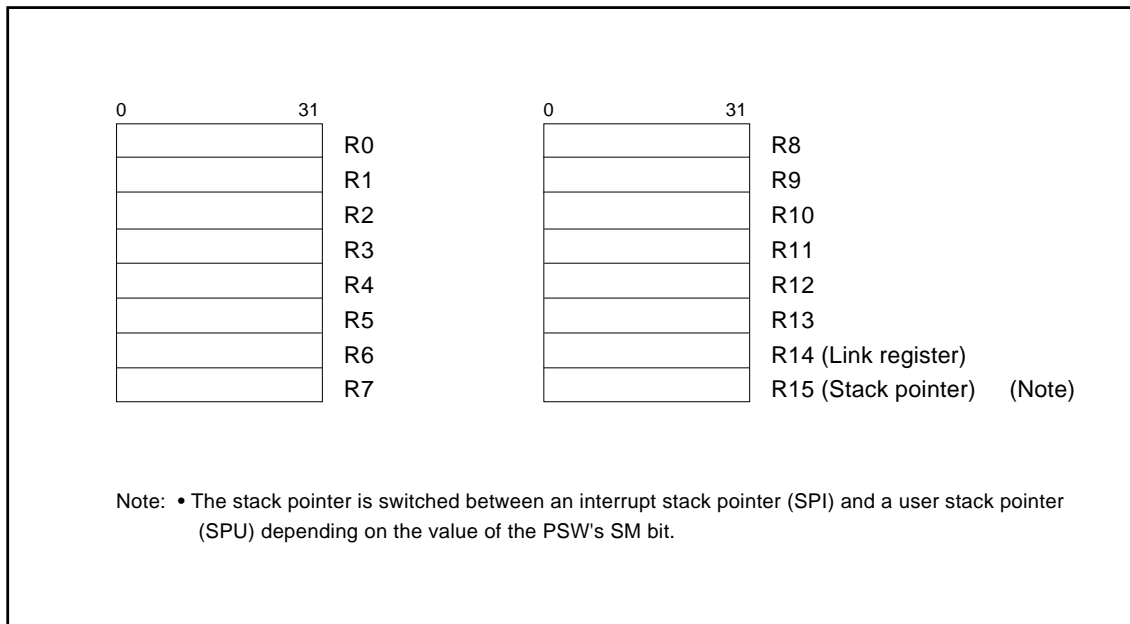 0 31
R0
R1
R2
R3
R4
R5
R6
R7
0 31
R8
R9
R10
R11
R12
R13
R14 (Link register)
R15 (Stack pointer) (Note)
Note: • The stack pointer is switched between an interrupt stack pointer (SPI) and a user stack pointer
(SPU) depending on the value of the PSW's SM bit.